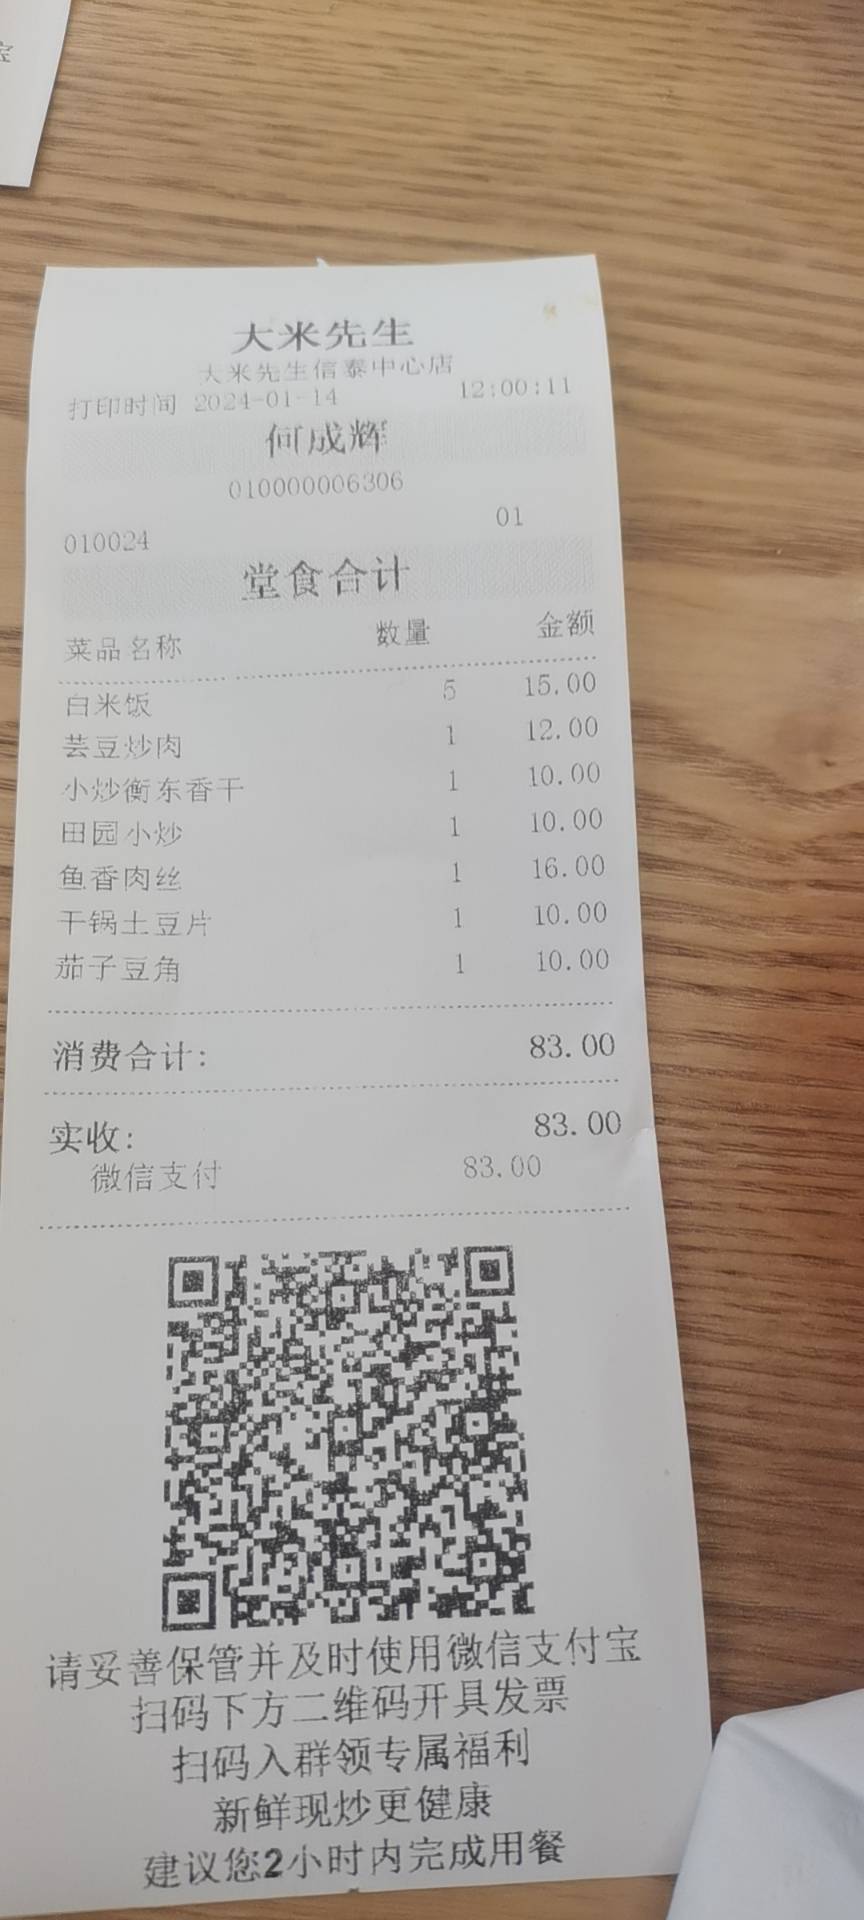 大米先生
大米先生信泰中心店
打印时间 2024-01-14 12:00:11
何成辉
010000006306
010024 01
堂食合计
菜品名称 数量 金额
白米饭 5 15.00
芸豆炒肉 1 12.00
小炒衡东香干 1 10.00
田园小炒 1 10.00
鱼香肉丝 1 16.00
干锅土豆片 1 10.00
茄子豆角 1 10.00
消费合计: 83.00
实收: 83.00
微信支付 83.00
请妥善保管并及时使用微信支付宝
扫码下方二维码开具发票
扫码入群领专属福利
新鲜现炒更健康
建议您2小时内完成用餐